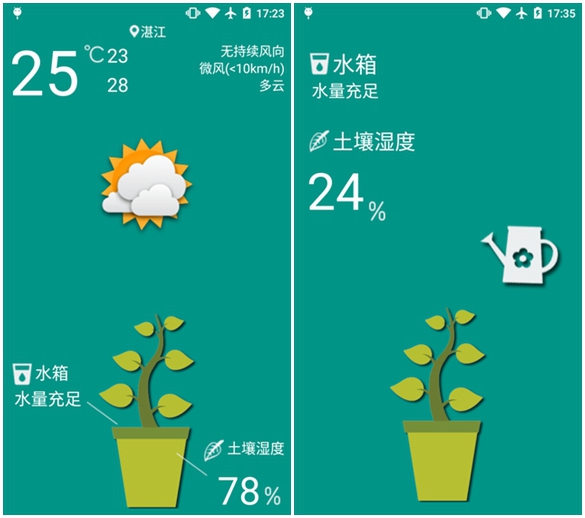 17:23
湛江
25 ℃ 23
28
无持续风向
微风(<10km/h)
多云
水箱
水量充足
土壤湿度
78%
17:35
水箱
水量充足
土壤湿度
24%